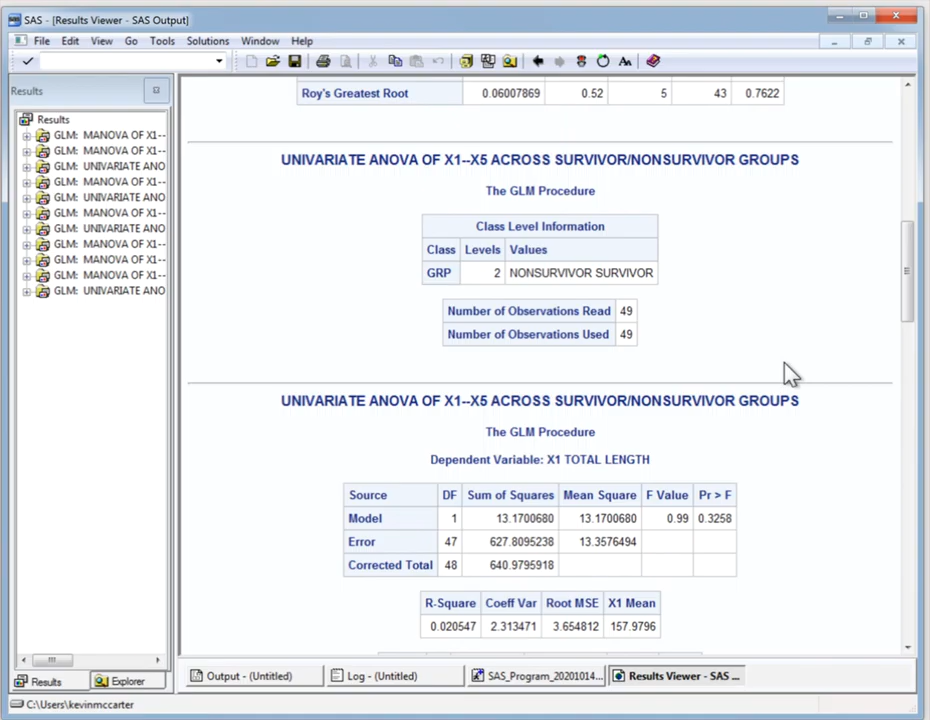 SAS - [Results Viewer - SAS Output]
File Edit View Go Tools Solutions Window Help
Results
Results
GLM: MANOVA OF X1--
GLM: MANOVA OF X1--
GLM: UNIVARIATE ANO
GLM: MANOVA OF X1--
GLM: UNIVARIATE ANO
GLM: MANOVA OF X1--
GLM: UNIVARIATE ANO
GLM: MANOVA OF X1--
GLM: MANOVA OF X1--
GLM: MANOVA OF X1--
GLM: UNIVARIATE ANO
Results Explorer
Roy's Greatest Root 0.06007869 0.52 5 43 0.7622
UNIVARIATE ANOVA OF X1--X5 ACROSS SURVIVOR/NONSURVIVOR GROUPS
The GLM Procedure
Class Level Information
Class Levels Values
GRP 2 NONSURVIVOR SURVIVOR
Number of Observations Read 49
Number of Observations Used 49
UNIVARIATE ANOVA OF X1--X5 ACROSS SURVIVOR/NONSURVIVOR GROUPS
The GLM Procedure
Dependent Variable: X1 TOTAL LENGTH
Source DF Sum of Squares Mean Square F Value Pr > F
Model 1 13.1700680 13.1700680 0.99 0.3258
Error 47 627.8095238 13.3576494
Corrected Total 48 640.9795918
R-Square Coeff Var Root MSE X1 Mean
0.020547 2.313471 3.654812 157.9796
Output - (Untitled) Log - (Untitled) SAS_Program_20201014... Results Viewer - SAS ...
C:\Users\kevinmccarter